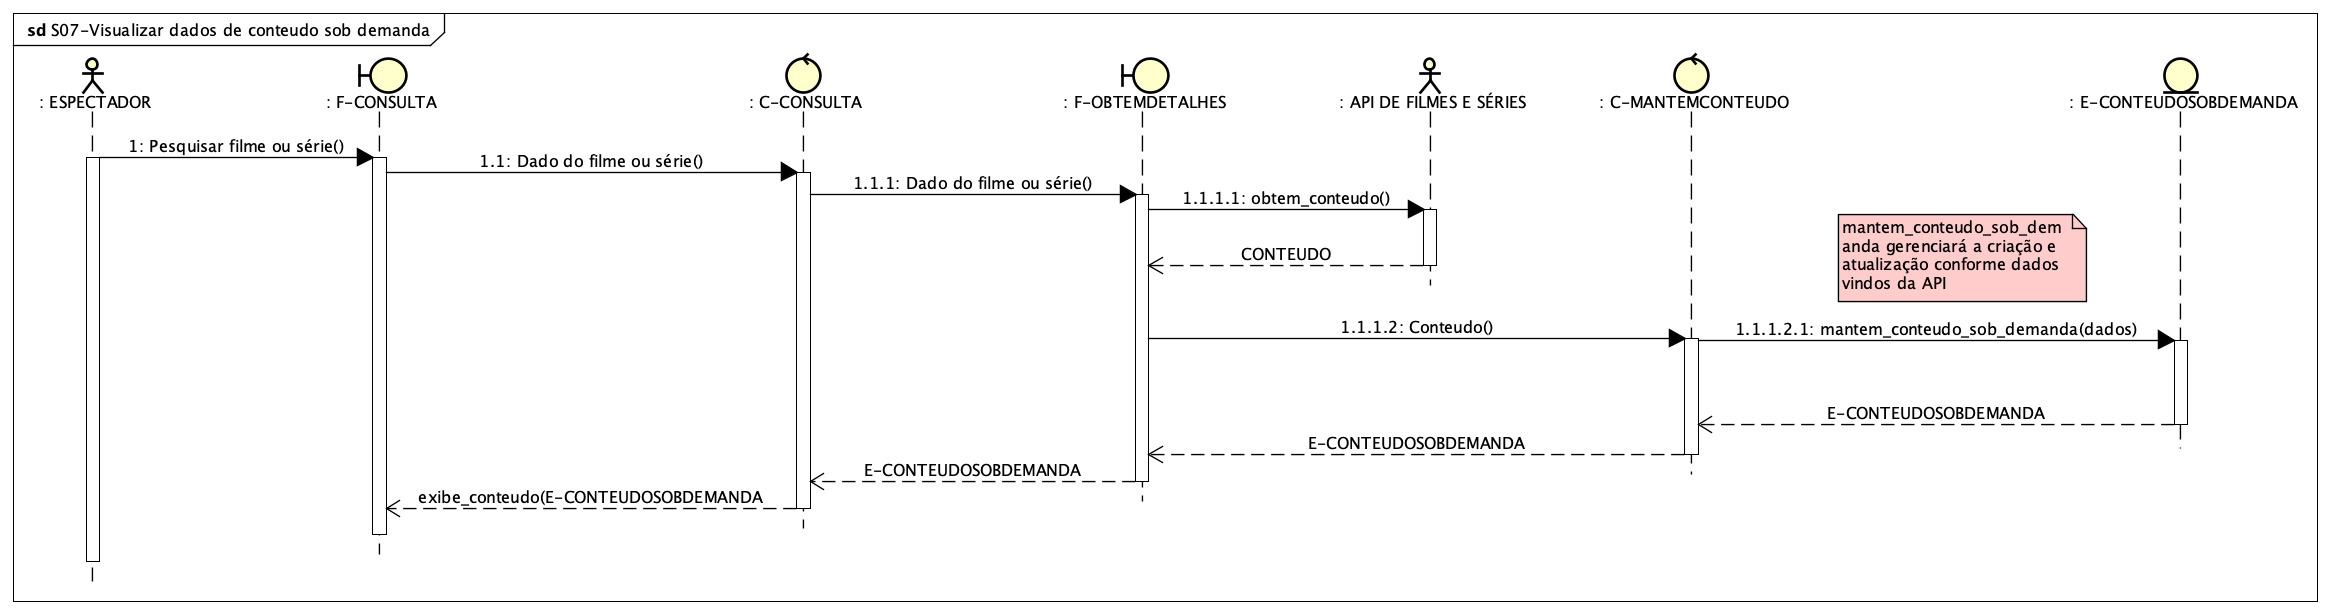 sd S07-Visualizar dados de conteudo sob demanda
: ESPECTADOR
: F-CONSULTA
: C-CONSULTA
: F-OBTEMDETALHES
: API DE FILMES E SÉRIES
: C-MANTEMCONTEUDO
: E-CONTEUDOSOBDEMANDA
1: Pesquisar filme ou série()
1.1: Dado do filme ou série()
1.1.1: Dado do filme ou série()
1.1.1.1: obtem_conteudo()
mantem_conteudo_sob_dem
anda gerenciará a criação e
atualização conforme dados
vindos da API
CONTEUDO
1.1.1.2: Conteudo()
1.1.1.2.1: mantem_conteudo_sob_demanda(dados)
E-CONTEUDOSOBDEMANDA
E-CONTEUDOSOBDEMANDA
E-CONTEUDOSOBDEMANDA
exibe_conteudo(E-CONTEUDOSOBDEMANDA